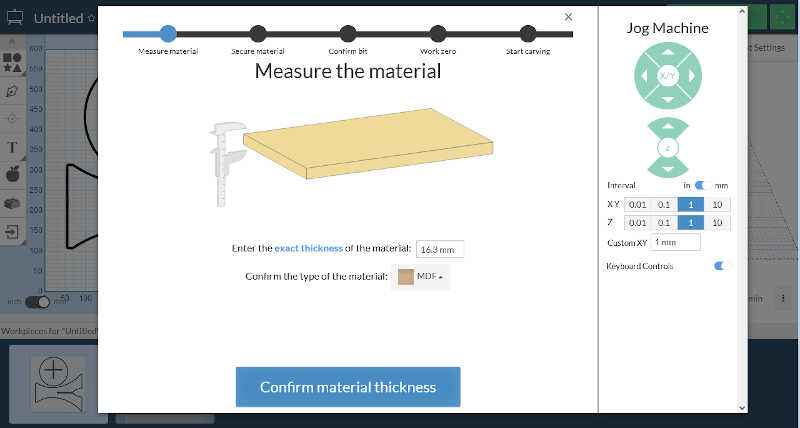 Untitled
Measure material
Secure material
Confirm bit
Work zero
Start carving
Measure the material
Enter the exact thickness of the material: 16.3 mm
Confirm the type of the material: MDF
Confirm material thickness
Jog Machine
X/Y
Z
Interval in mm
X Y 0.01 0.1 1 10
Z 0.01 0.1 1 10
Custom XY 1 mm
Keyboard Controls
Settings
min
T
600
550
500
450
400
350
300
250
200
150
100
50
0
50 100
inch
Workpieces for "Untitled"